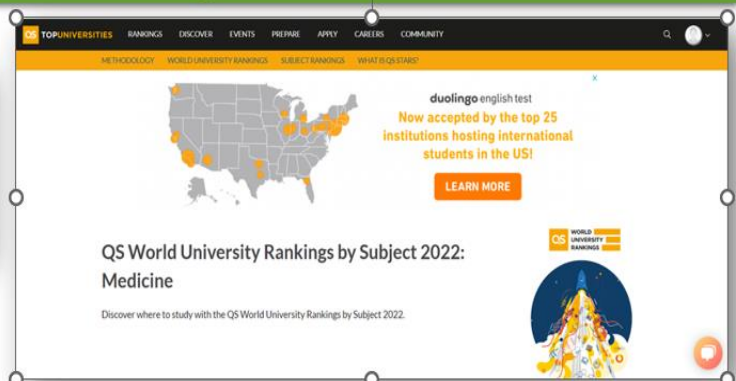 QS TOPUNIVERSITIES RANKINGS DISCOVER EVENTS PREPARE APPLY CAREERS COMMUNITY
METHODOLOGY WORLD UNIVERSITY RANKINGS SUBJECT RANKINGS WHAT IS QS STARS?
X
duolingo english test
Now accepted by the top 25
institutions hosting international
students in the US!
LEARN MORE
QS WORLD
UNIVERSITY
RANKINGS
QS World University Rankings by Subject 2022:
Medicine
Discover where to study with the QS World University Rankings by Subject 2022.